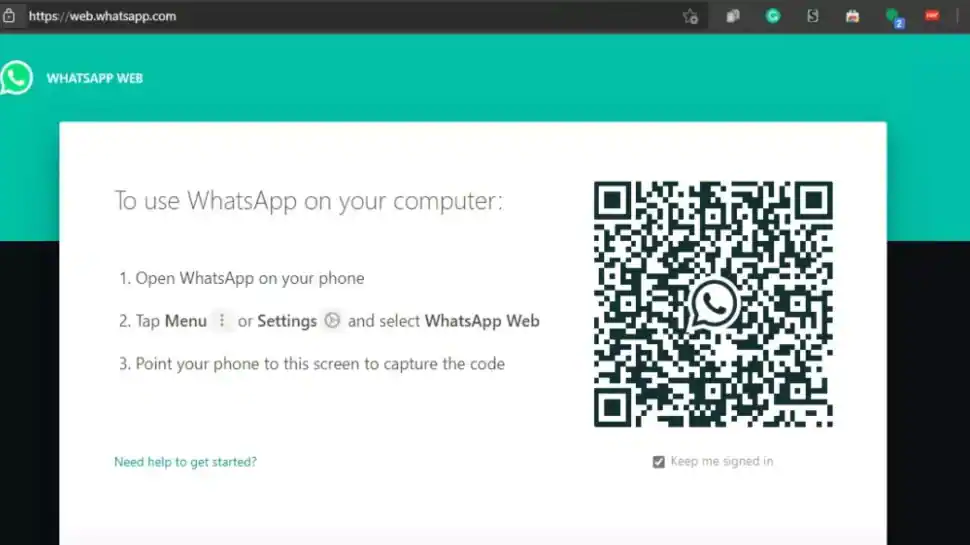 https://web.whatsapp.com
2
WHATSAPP WEB
To use WhatsApp on your computer:
1. Open WhatsApp on your phone
2. Tap Menu or Settings and select WhatsApp Web
3. Point your phone to this screen to capture the code
Need help to get started?
Keep me signed in